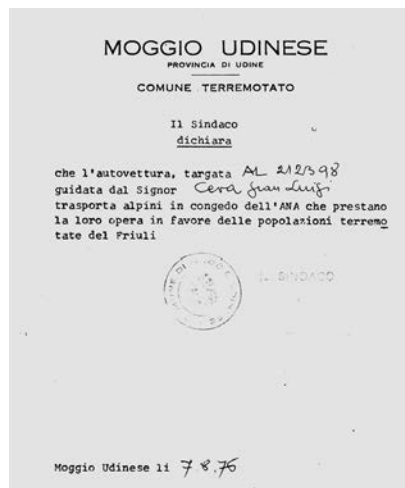 MOGGIO UDINESE
PROVINCIA DI UDINE
COMUNE TERREMOTATO
Il Sindaco
dichiara
che l'autovettura, targata AL 212398
guidata dal Signor Cera Gian Luigi
trasporta alpini in congedo dell'ANA che prestano
la loro opera in favore delle popolazioni terremo
tate del Friuli
IL SINDACO
Moggio Udinese li 7 8.76